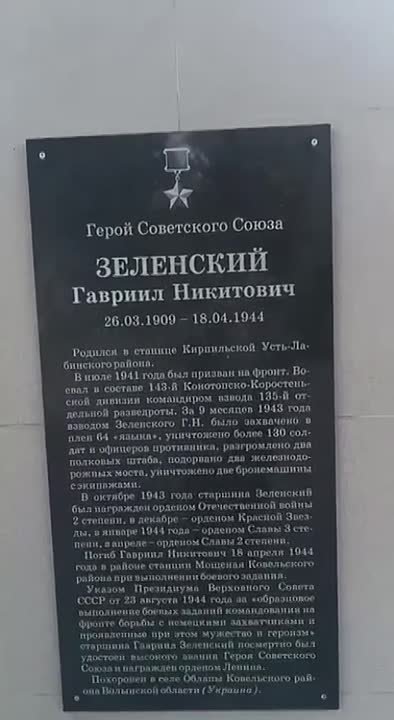 Герой Советского Союза
ЗЕЛЕНСКИЙ
Гавриил Никитович
26.03.1909 – 18.04.1944
Родился в станице Кирпильской Усть-Ла-
бинского района.
В июле 1941 года был призван на фронт. Во-
евал в составе 143-й Конотопско-Коростень-
ской дивизии командиром взвода 135-й от-
дельной разведроты. За 9 месяцев 1943 года
взводом Зеленского Г.Н. было захвачено в
плен 64 «языка», уничтожено более 130 сол-
дат и офицеров противника, разгромлено два
полковых штаба, подорвано два железнодо-
рожных моста, уничтожено две бронемашины
с экипажами.
В октябре 1943 года старшина Зеленский
был награжден орденом Отечественной войны
2 степени, в декабре – орденом Красной Звез-
ды, в январе 1944 года – орденом Славы 3 сте-
пени, в апреле – орденом Славы 2 степени.
Погиб Гавриил Никитович 18 апреля 1944
года в районе станции Мощеная Ковельского
района при выполнении боевого задания.
Указом Президиума Верховного Совета
СССР от 23 августа 1944 года за «образцовое
выполнение боевых заданий командования на
фронте борьбы с немецкими захватчиками и
проявленные при этом мужество и героизм»
старшина Гавриил Зеленский посмертно был
удостоен высокого звания Героя Советского
Союза и награжден орденом Ленина.
Похоронен в селе Облапы Ковельского рай-
она Волынской области (Украина).